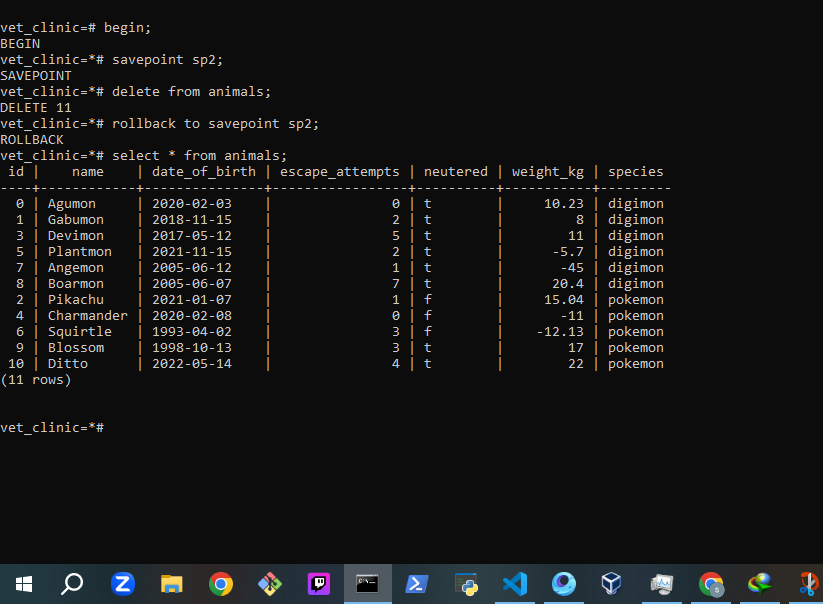 vet_clinic=# begin;
BEGIN
vet_clinic=*# savepoint sp2;
SAVEPOINT
vet_clinic=*# delete from animals;
DELETE 11
vet_clinic=*# rollback to savepoint sp2;
ROLLBACK
vet_clinic=*# select * from animals;
 id |    name    | date_of_birth | escape_attempts | neutered | weight_kg | species
----+------------+---------------+-----------------+----------+-----------+---------
  0 | Agumon     | 2020-02-03    |               0 | t        |     10.23 | digimon
  1 | Gabumon    | 2018-11-15    |               2 | t        |         8 | digimon
  3 | Devimon    | 2017-05-12    |               5 | t        |        11 | digimon
  5 | Plantmon   | 2021-11-15    |               2 | t        |      -5.7 | digimon
  7 | Angemon    | 2005-06-12    |               1 | t        |       -45 | digimon
  8 | Boarmon    | 2005-06-07    |               7 | t        |      20.4 | digimon
  2 | Pikachu    | 2021-01-07    |               1 | f        |     15.04 | pokemon
  4 | Charmander | 2020-02-08    |               0 | f        |       -11 | pokemon
  6 | Squirtle   | 1993-04-02    |               3 | f        |    -12.13 | pokemon
  9 | Blossom    | 1998-10-13    |               3 | t        |        17 | pokemon
 10 | Ditto      | 2022-05-14    |               4 | t        |        22 | pokemon
(11 rows)
vet_clinic=*#